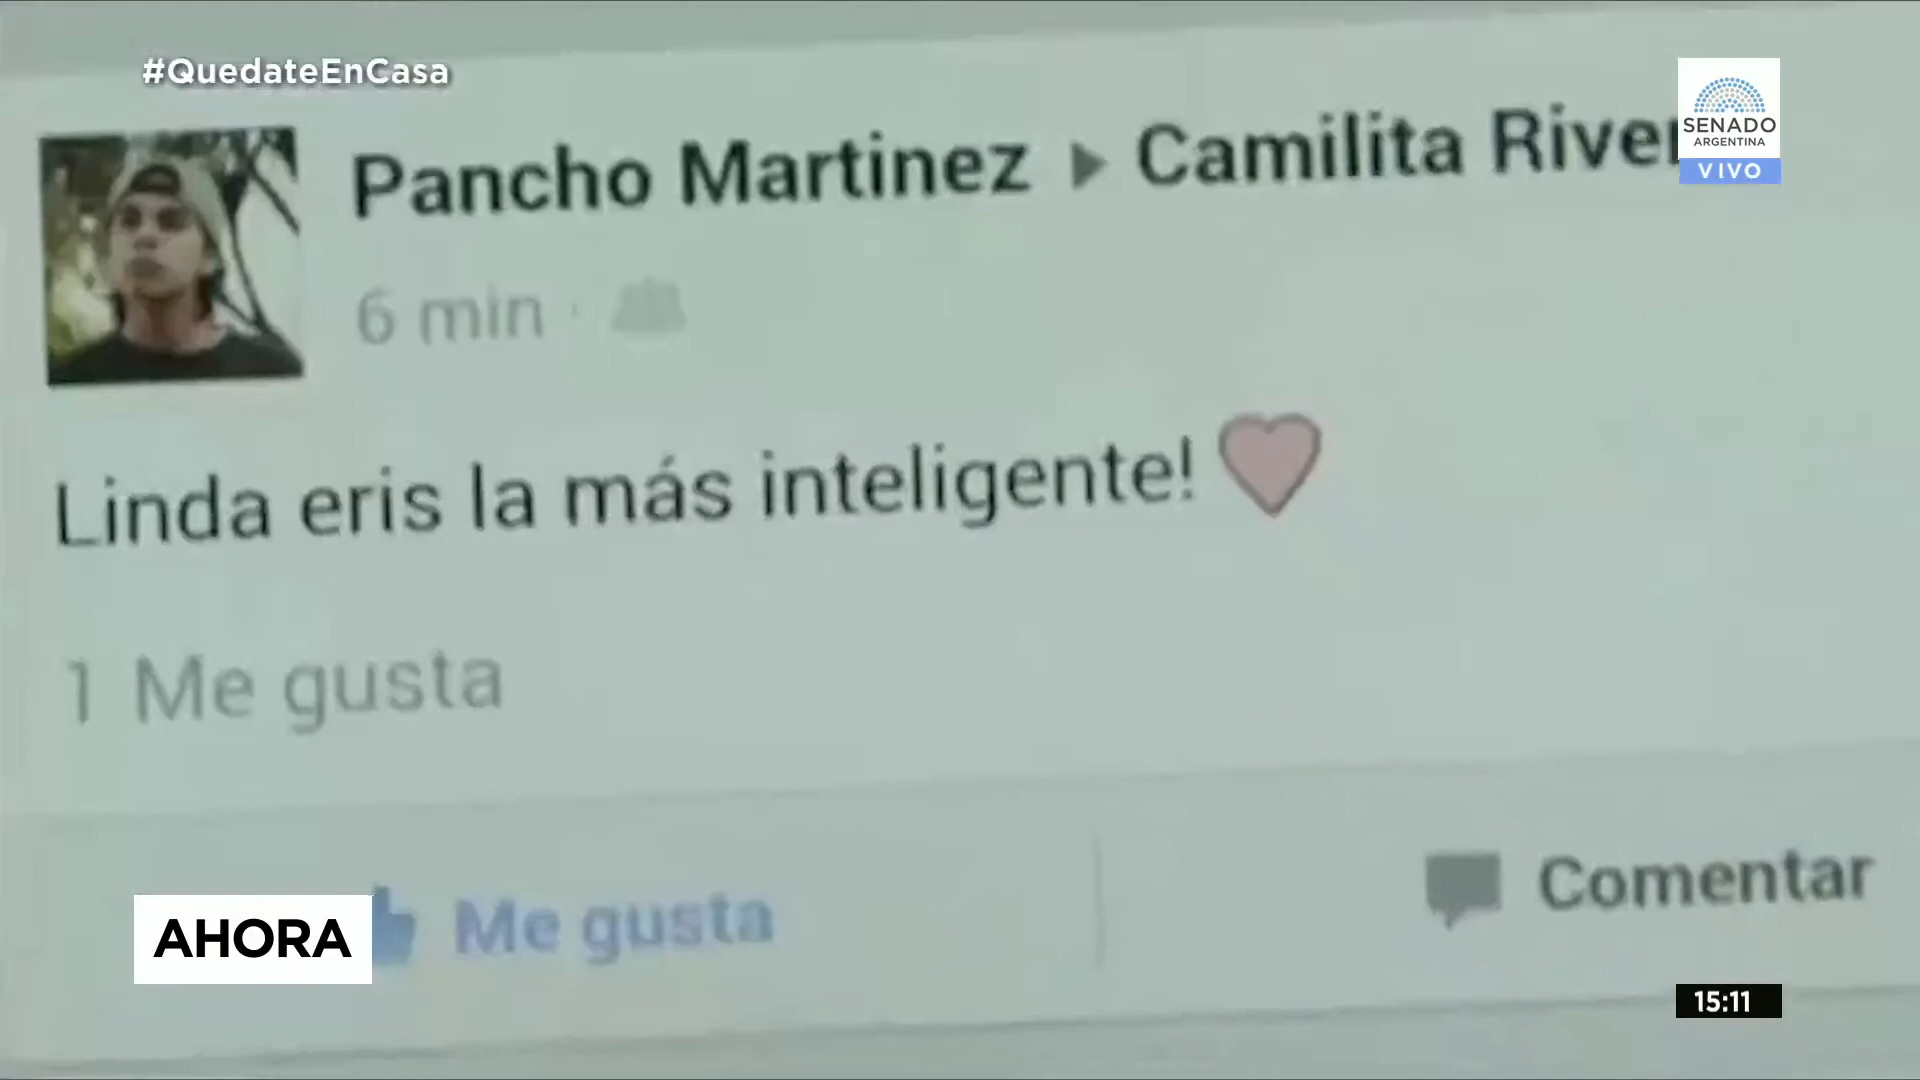 #QuedateEnCasa
SENADO
ARGENTINA
VIVO
Pancho Martinez Camilita River
6 min ·
Linda eris la más inteligente!
1 Me gusta
Me gusta
Comentar
AHORA
15:11